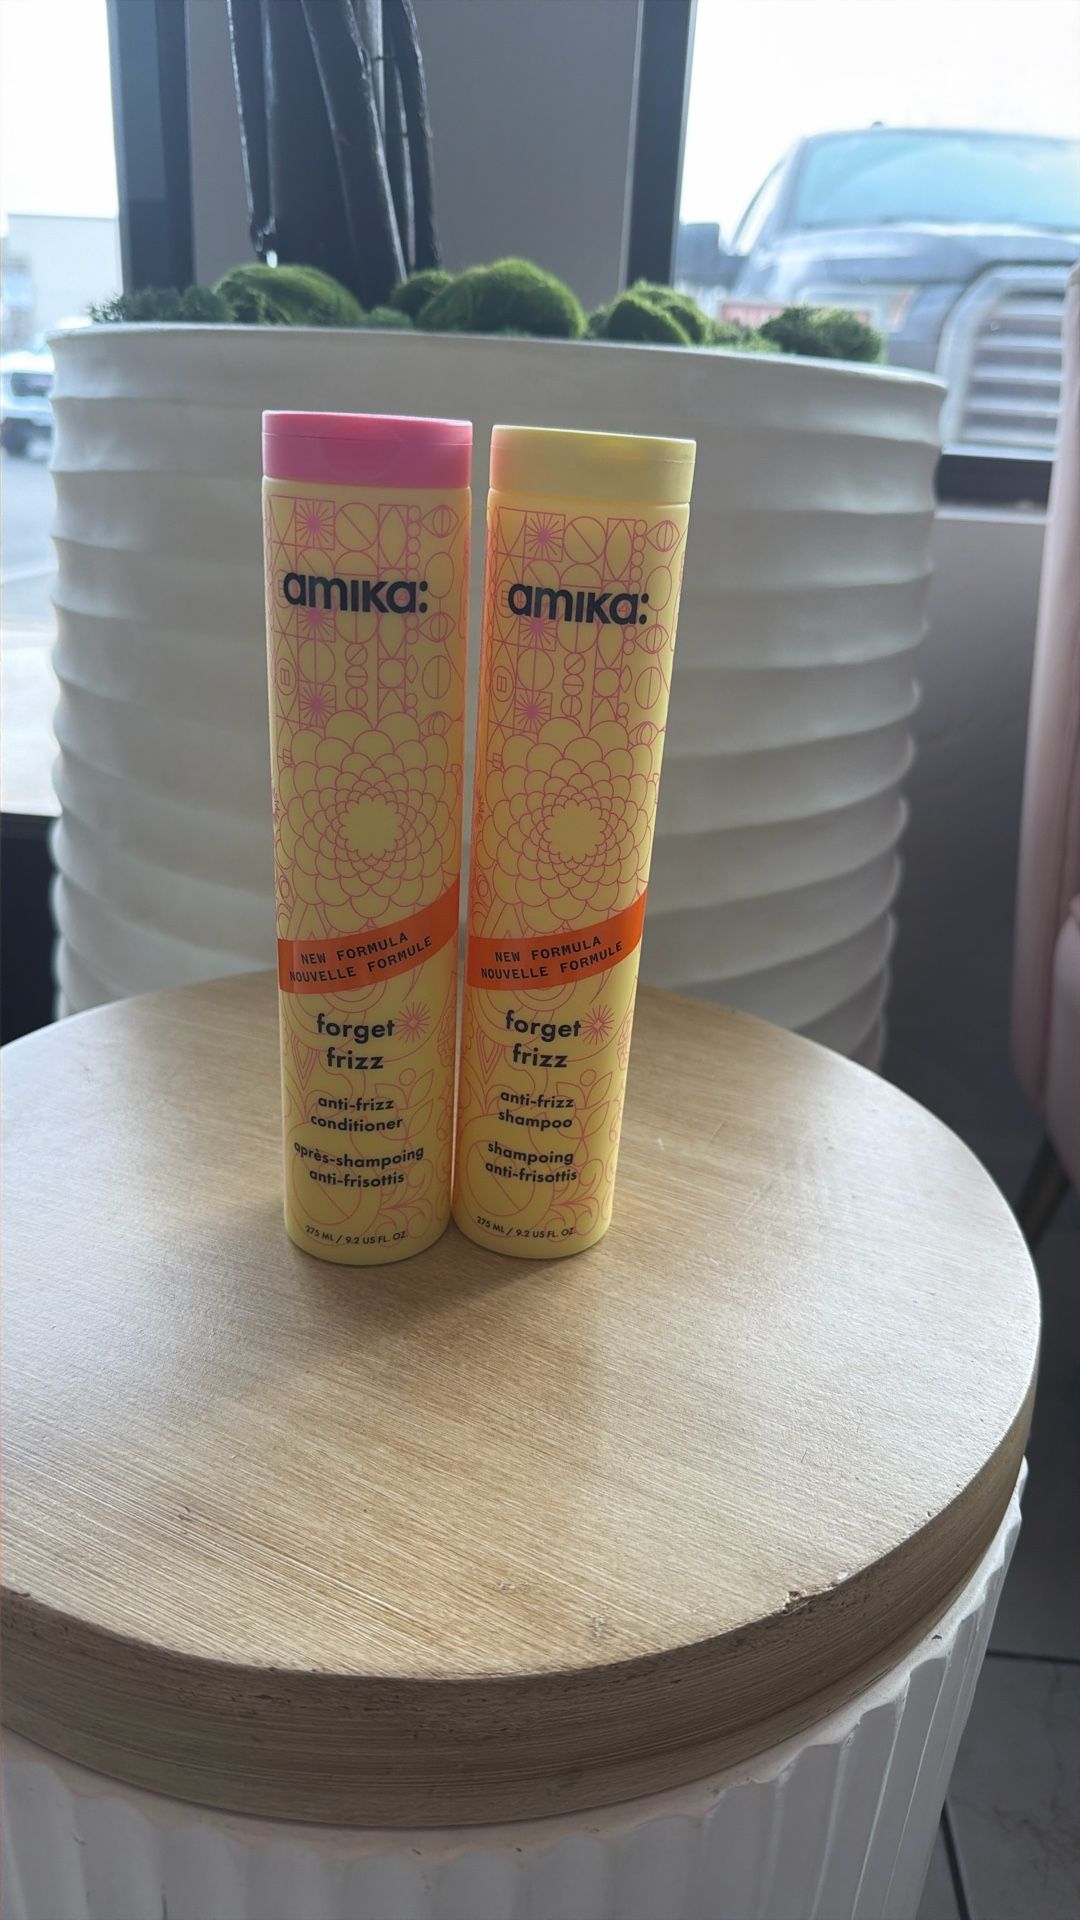 amika:
NEW FORMULA
NOUVELLE FORMULE
forget
frizz
anti-frizz
conditioner
après-shampoing
anti-frisottis
275 ML / 9.2 US FL. OZ.
amika:
NEW FORMULA
NOUVELLE FORMULE
forget
frizz
anti-frizz
shampoo
shampoing
anti-frisottis
275 ML / 9.2 US FL. OZ.